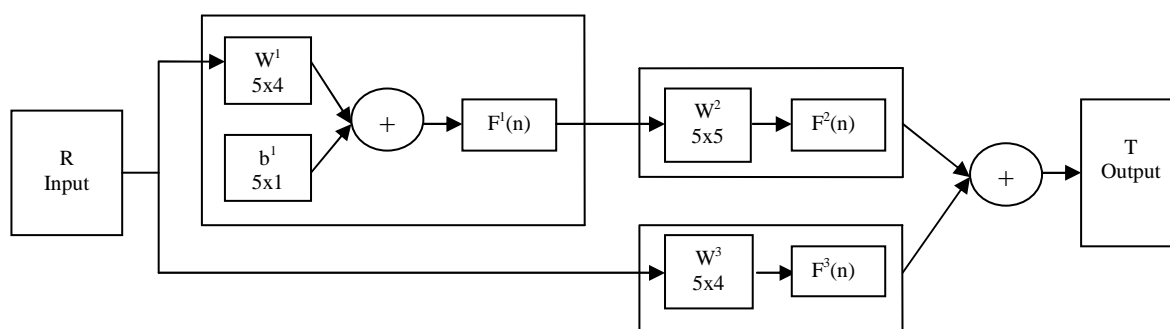 R
Input
W¹
5x4
b¹
5x1
+
F¹(n)
W²
5x5
F²(n)
W³
5x4
F³(n)
+
T
Output